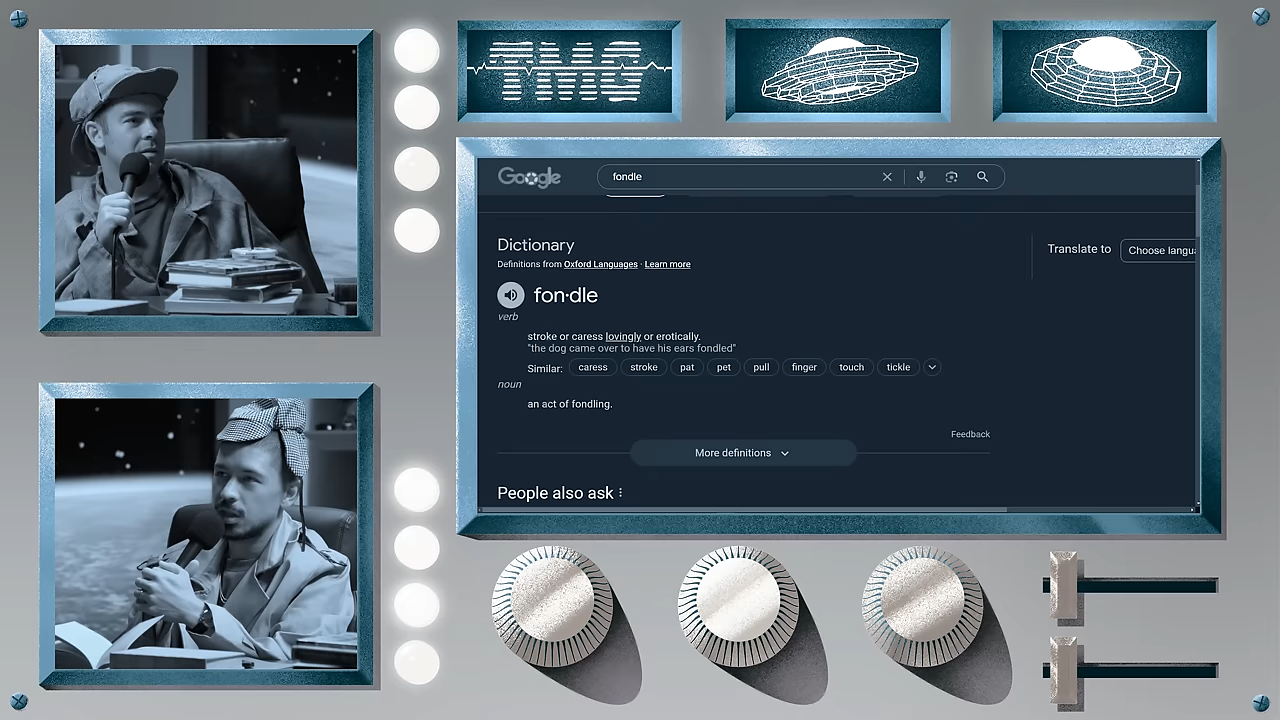 TMG
Google
fondle
Dictionary
Translate to
Choose langua
Definitions from Oxford Languages · Learn more
fon·dle
verb
stroke or caress lovingly or erotically.
"the dog came over to have his ears fondled"
Similar:
caress
stroke
pat
pet
pull
finger
touch
tickle
noun
an act of fondling.
Feedback
More definitions
People also ask